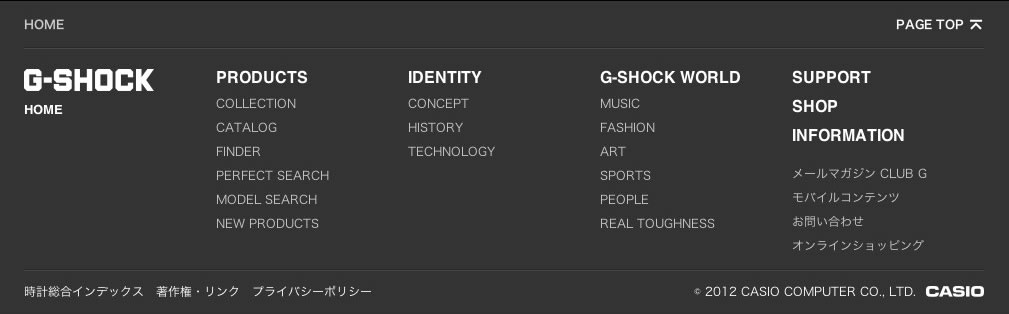 HOME
PAGE TOP
G-SHOCK
HOME
PRODUCTS
COLLECTION
CATALOG
FINDER
PERFECT SEARCH
MODEL SEARCH
NEW PRODUCTS
IDENTITY
CONCEPT
HISTORY
TECHNOLOGY
G-SHOCK WORLD
MUSIC
FASHION
ART
SPORTS
PEOPLE
REAL TOUGHNESS
SUPPORT
SHOP
INFORMATION
メールマガジン CLUB G
モバイルコンテンツ
お問い合わせ
オンラインショッピング
時計総合インデックス 著作権・リンク プライバシーポリシー
© 2012 CASIO COMPUTER CO., LTD. CASIO